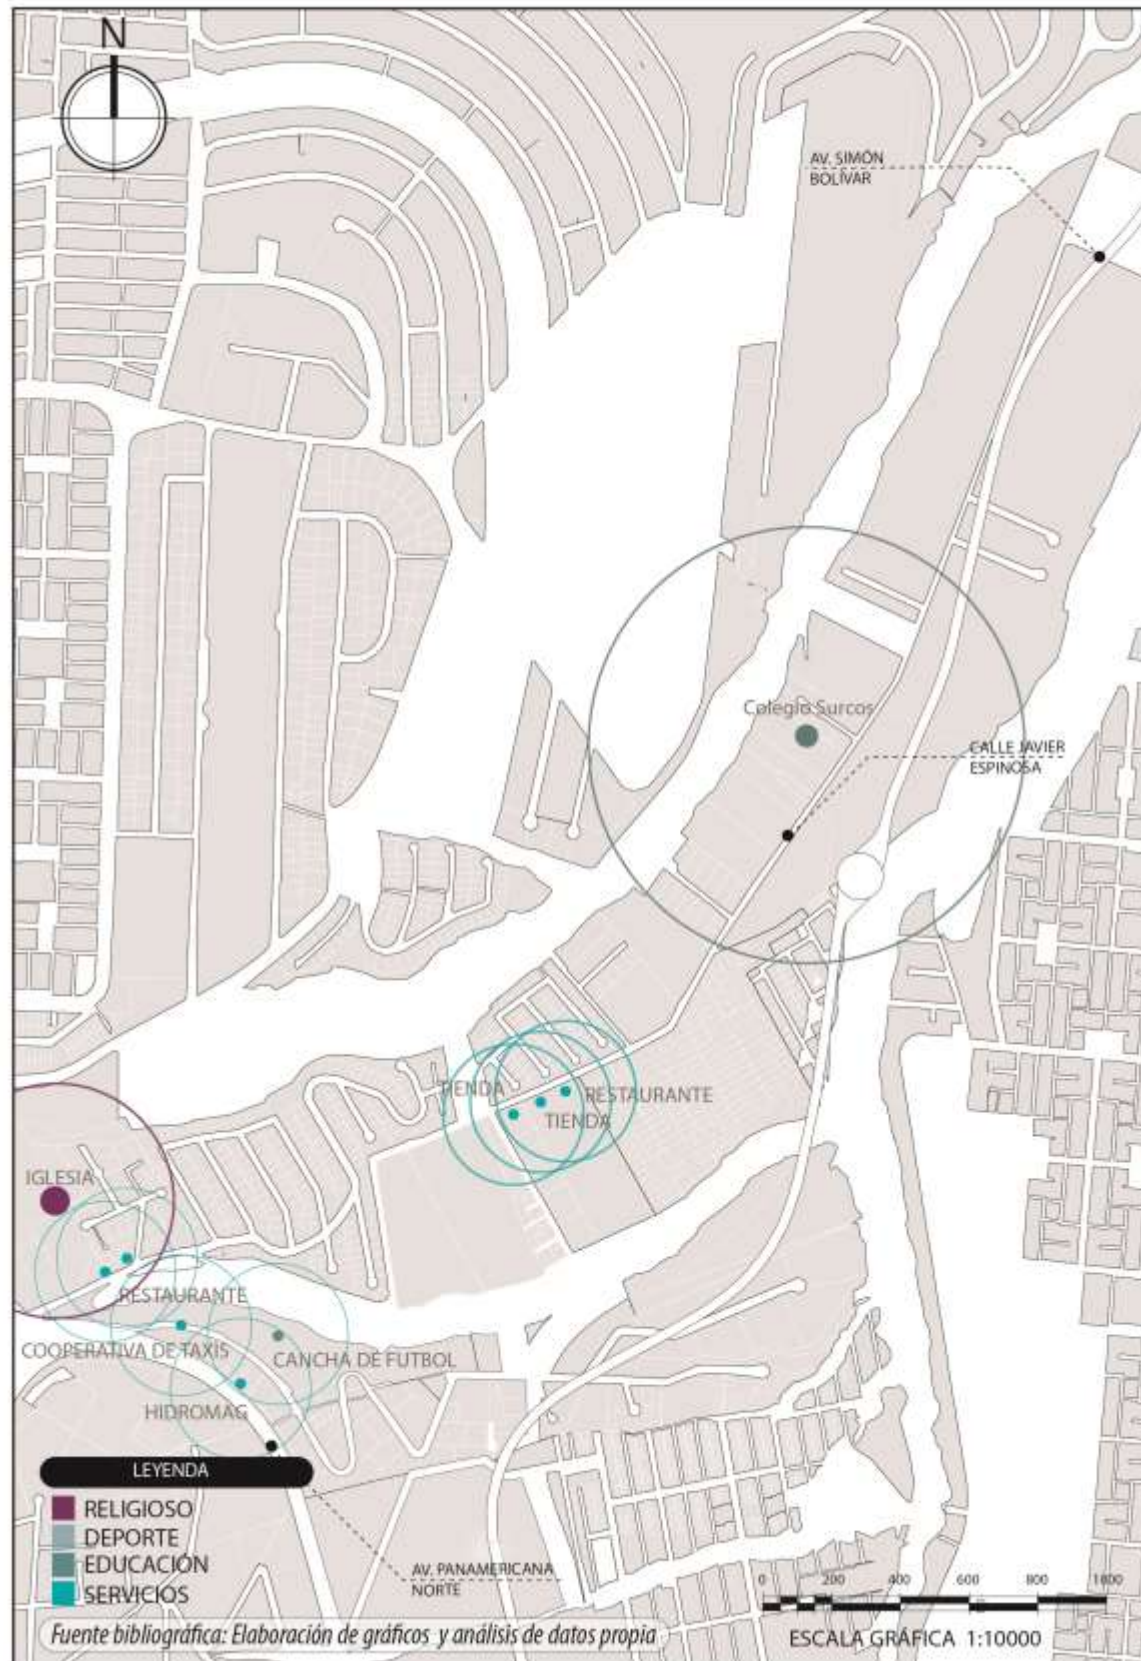 N
AV. SIMÓN
BOLÍVAR
Colegio Surcos
CALLE JAVIER
ESPINOSA
TIENDA
RESTAURANTE
TIENDA
IGLESIA
RESTAURANTE
COOPERATIVA DE TAXIS
CANCHA DE FUTBOL
HIDROMAG
LEYENDA
RELIGIOSO
DEPORTE
EDUCACIÓN
SERVICIOS
AV. PANAMERICANA
NORTE
0 200 400 600 800 1000
Fuente bibliográfica: Elaboración de gráficos y análisis de datos propia
ESCALA GRÁFICA 1:10000